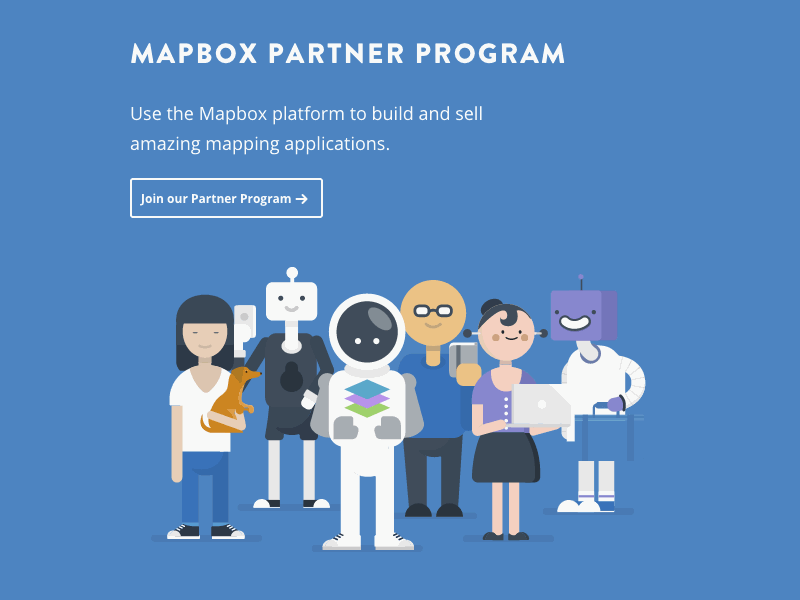 MAPBOX PARTNER PROGRAM
Use the Mapbox platform to build and sell
amazing mapping applications.
Join our Partner Program →